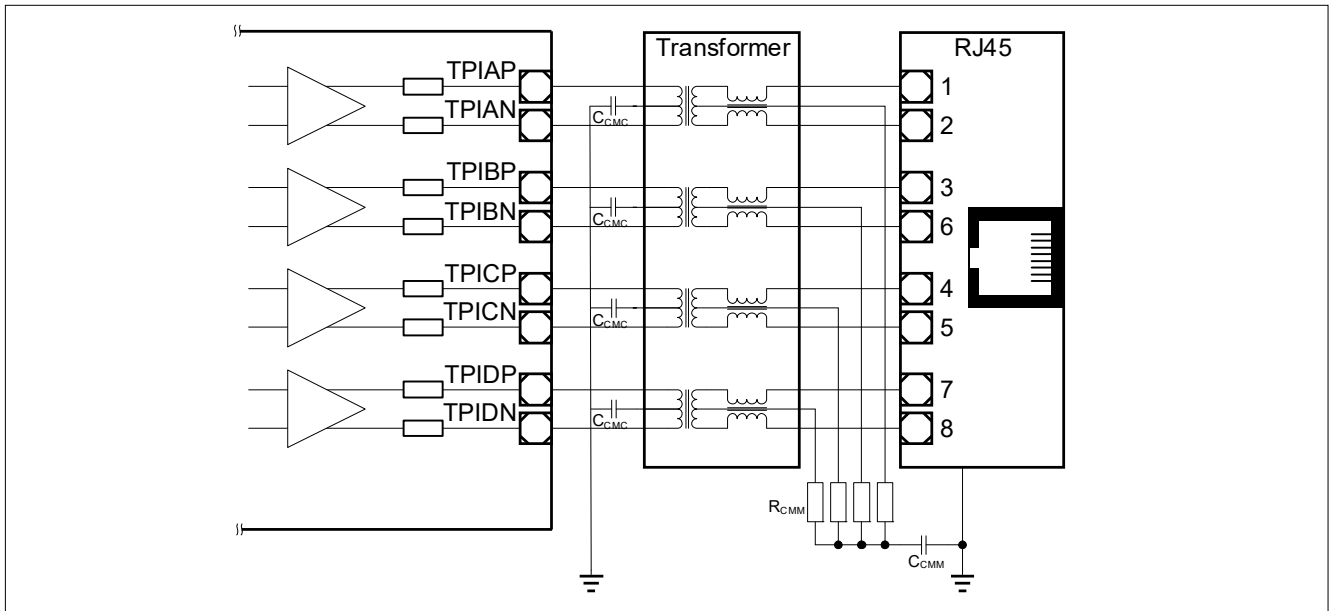 Transformer
RJ45
TPIAP
1
TPIAN
CCMC
2
TPIBP
3
TPIBN
CCMC
6
TPICP
4
TPICN
CCMC
5
TPIDP
7
TPIDN
CCMC
8
RCMM
CCMM